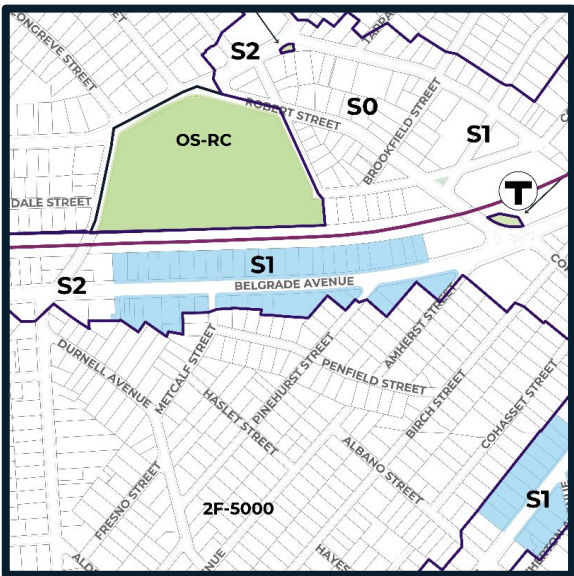 CONGREVE STREET
S2
S0
ROBERT STREET
BROOKFIELD STREET
S1
OS-RC
T
DALE STREET
S1
S2
BELGRADE AVENUE
DURNELL AVENUE
METCALF STREET
HASLET STREET
PINEHURST STREET
PENFIELD STREET
AMHERST STREET
BIRCH STREET
COHASSET STREET
ALBANO STREET
FRESNO STREET
2F-5000
S1
HAYES